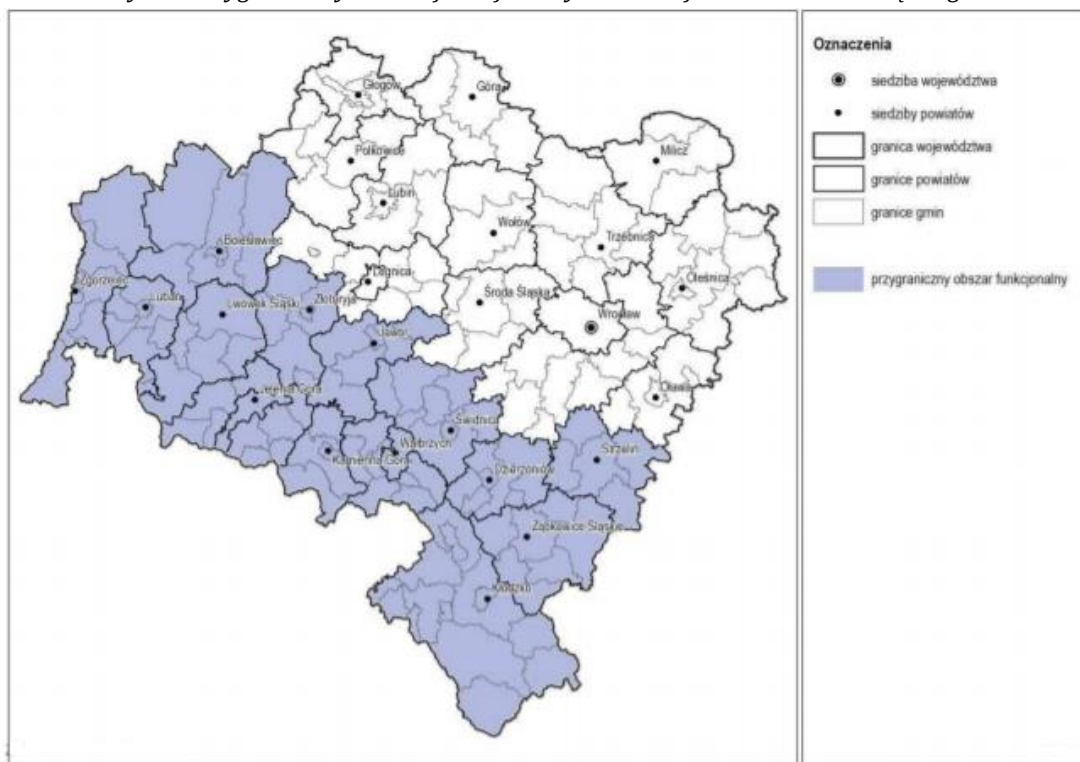 Oznaczenia
siedziba województwa
siedziby powiatów
granica województwa
granice powiatów
granice gmin
przygraniczny obszar funkcjonalny
Głogów
Góra
Polkowice
Milicz
Lubin
Wołów
Trzebnica
Bolesławiec
Legnica
Oleśnica
Zgorzelec
Lubań
Lwówek Śląski
Złotoryja
Środa Śląska
Wrocław
Jawor
Jelenia Góra
Oława
Świdnica
Wałbrzych
Kamienna Góra
Strzelin
Dzierżoniów
Ząbkowice Śląskie
Kłodzko